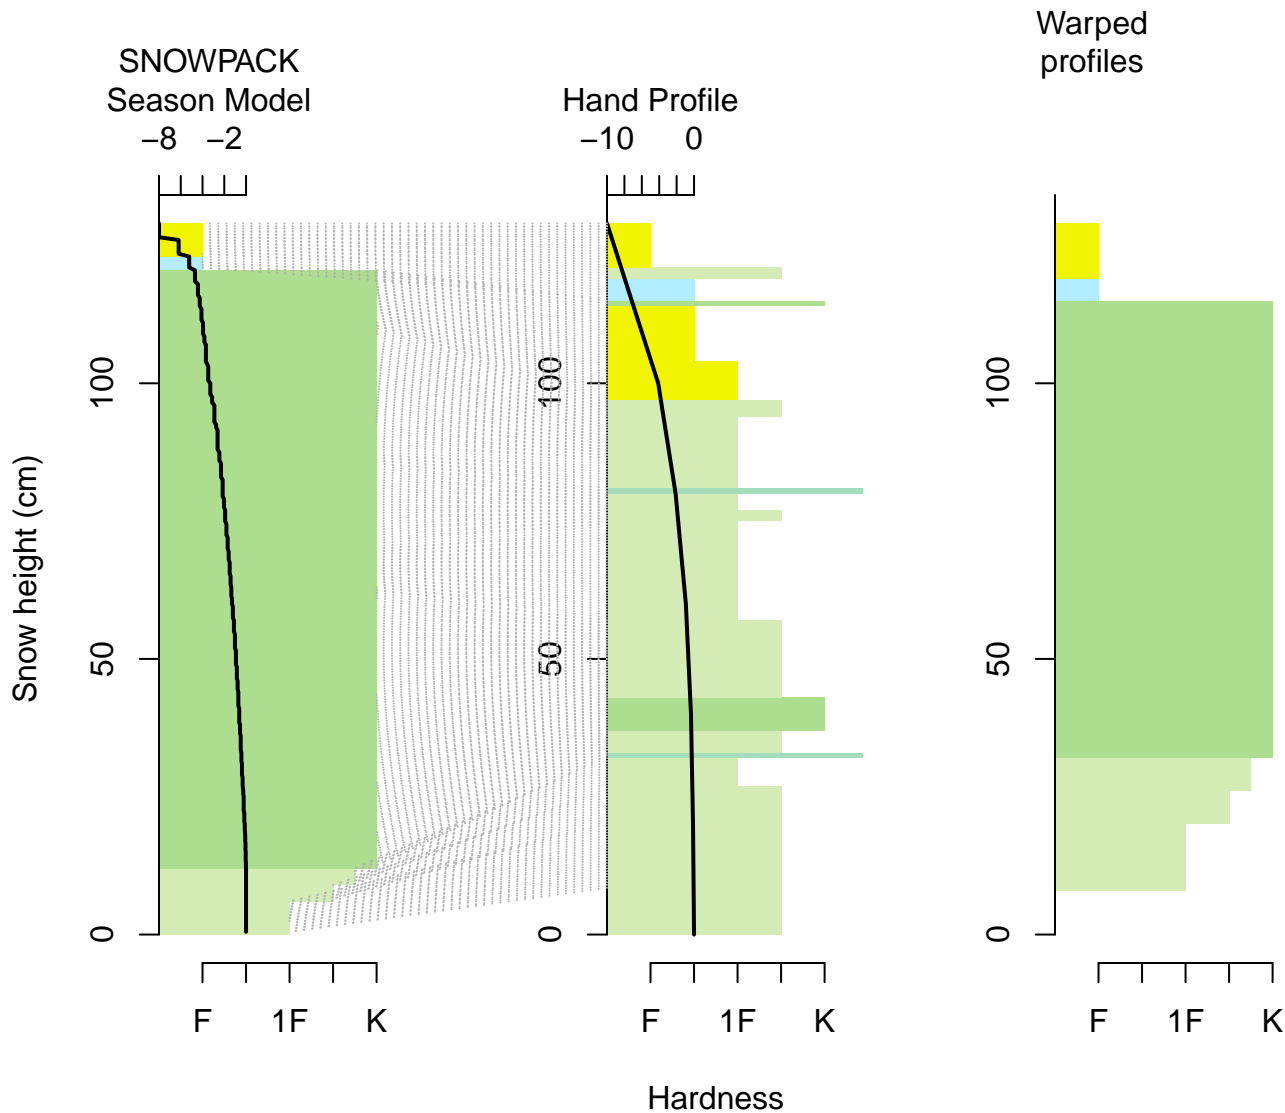 Warped
profiles
SNOWPACK
Season Model
Hand Profile
−8 −2
−10 0
Snow height (cm)
100
50
0
100
50
0
100
50
0
F 1F K
F 1F K
F 1F K
Hardness